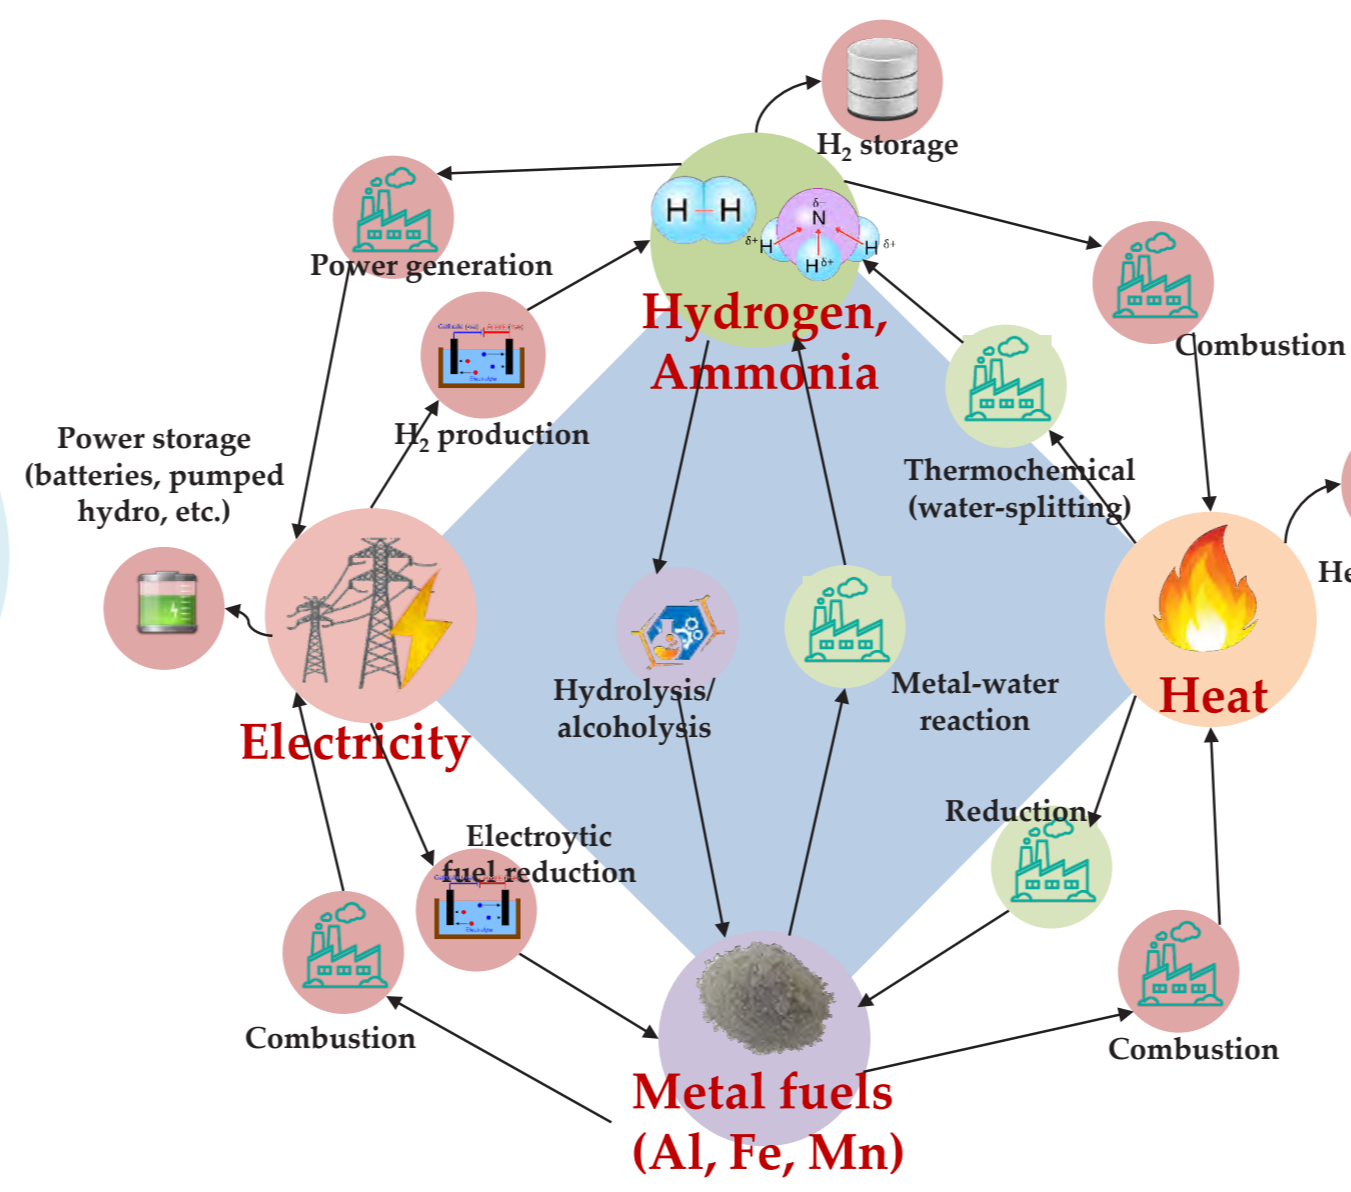 H₂ storage
H – H
δ−
N
δ+
H
H
δ+
H
δ+
Power generation
Hydrogen,
Ammonia
Combustion
H₂ production
Power storage
(batteries, pumped
hydro, etc.)
Thermochemical
(water-splitting)
He
Hydrolysis/
alcoholysis
Metal-water
reaction
Heat
Electricity
Reduction
Electroytic
fuel reduction
Combustion
Combustion
Metal fuels
(Al, Fe, Mn)